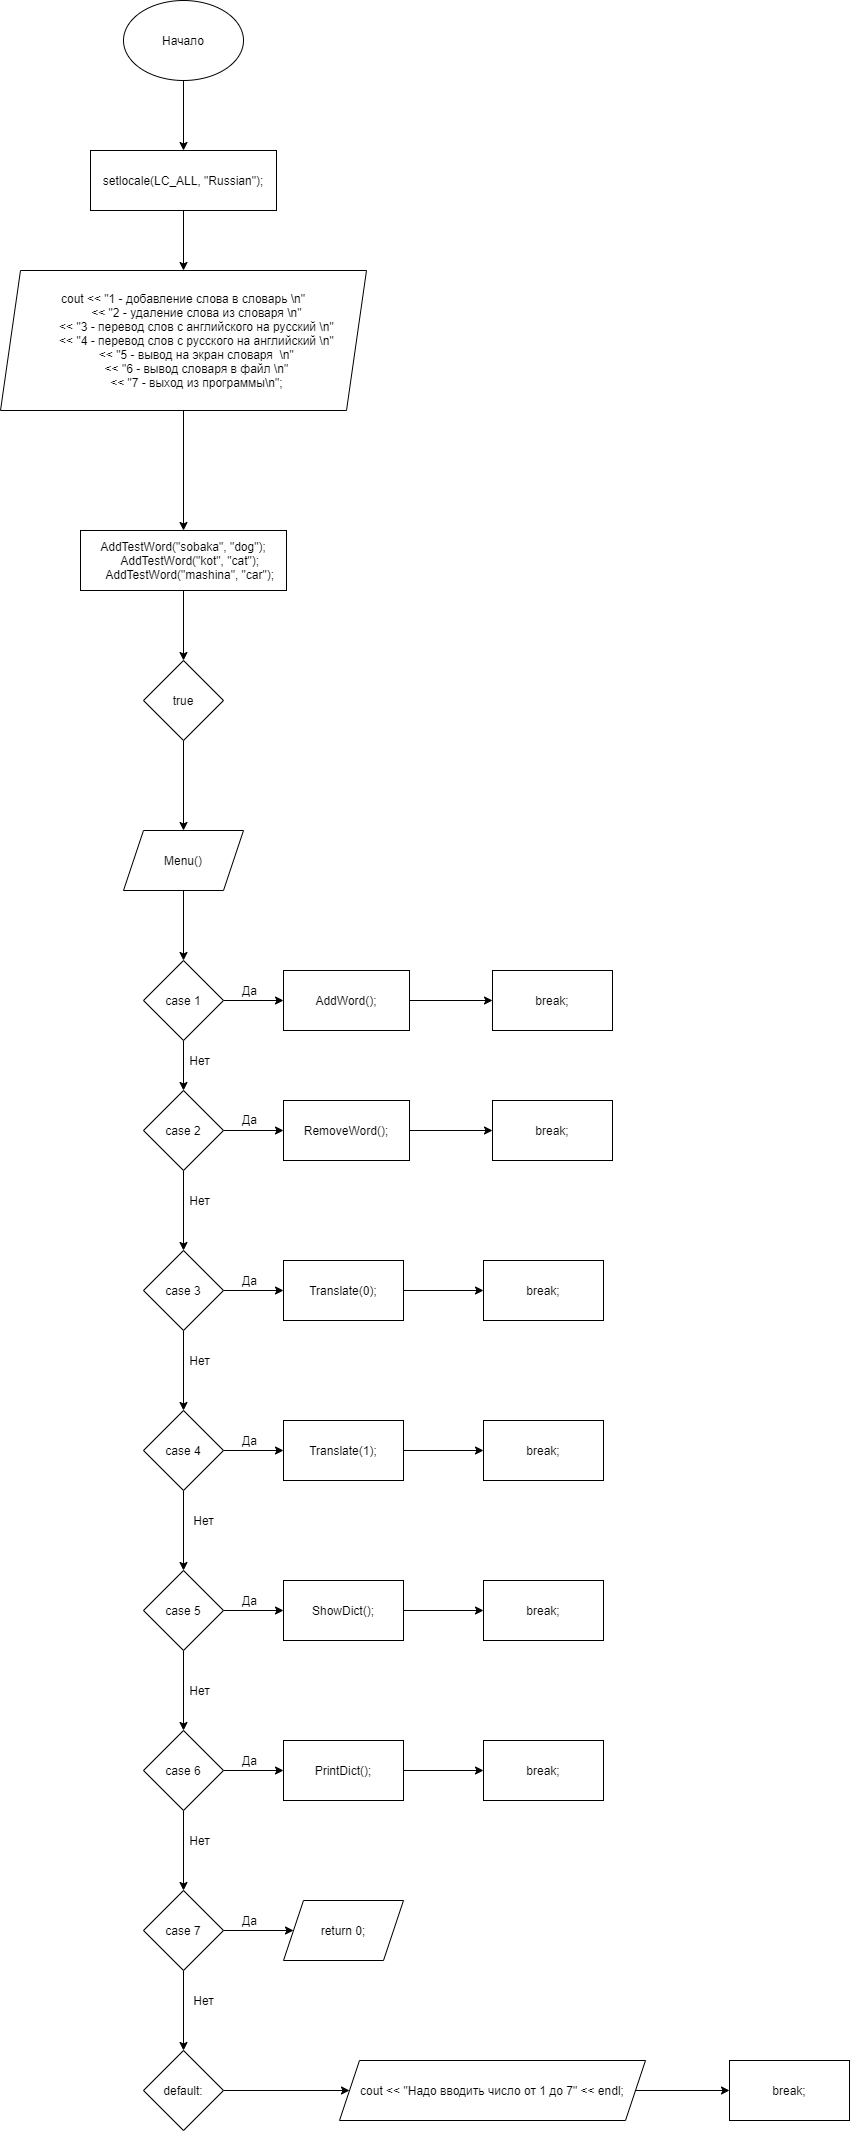 Начало
setlocale(LC_ALL, "Russian");
cout << "1 - добавление слова в словарь \n"
<< "2 - удаление слова из словаря \n"
<< "3 - перевод слов с английского на русский \n"
<< "4 - перевод слов с русского на английский \n"
<< "5 - вывод на экран словаря  \n"
<< "6 - вывод словаря в файл \n"
<< "7 - выход из программы\n";
AddTestWord("sobaka", "dog");
AddTestWord("kot", "cat");
AddTestWord("mashina", "car");
true
Menu()
case 1
Да
AddWord();
break;
Нет
case 2
Да
RemoveWord();
break;
Нет
case 3
Да
Translate(0);
break;
Нет
case 4
Да
Translate(1);
break;
Нет
case 5
Да
ShowDict();
break;
Нет
case 6
Да
PrintDict();
break;
Нет
case 7
Да
return 0;
Нет
default:
cout << "Надо вводить число от 1 до 7" << endl;
break;